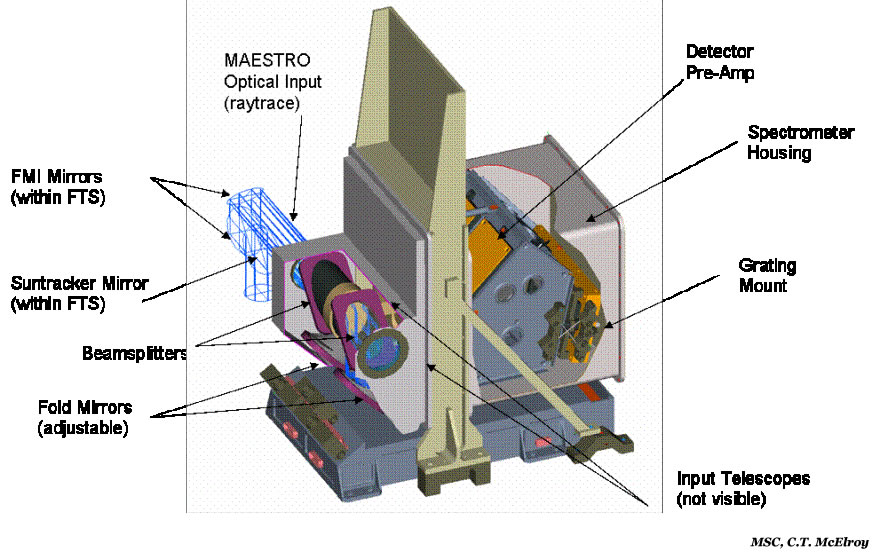 MAESTRO
Optical Input
(raytrace)
Detector
Pre-Amp
Spectrometer
Housing
FMI Mirrors
(within FTS)
Suntracker Mirror
(within FTS)
Grating
Mount
Beamsplitters
Fold Mirrors
(adjustable)
Input Telescopes
(not visible)
MSC, C.T. McElroy